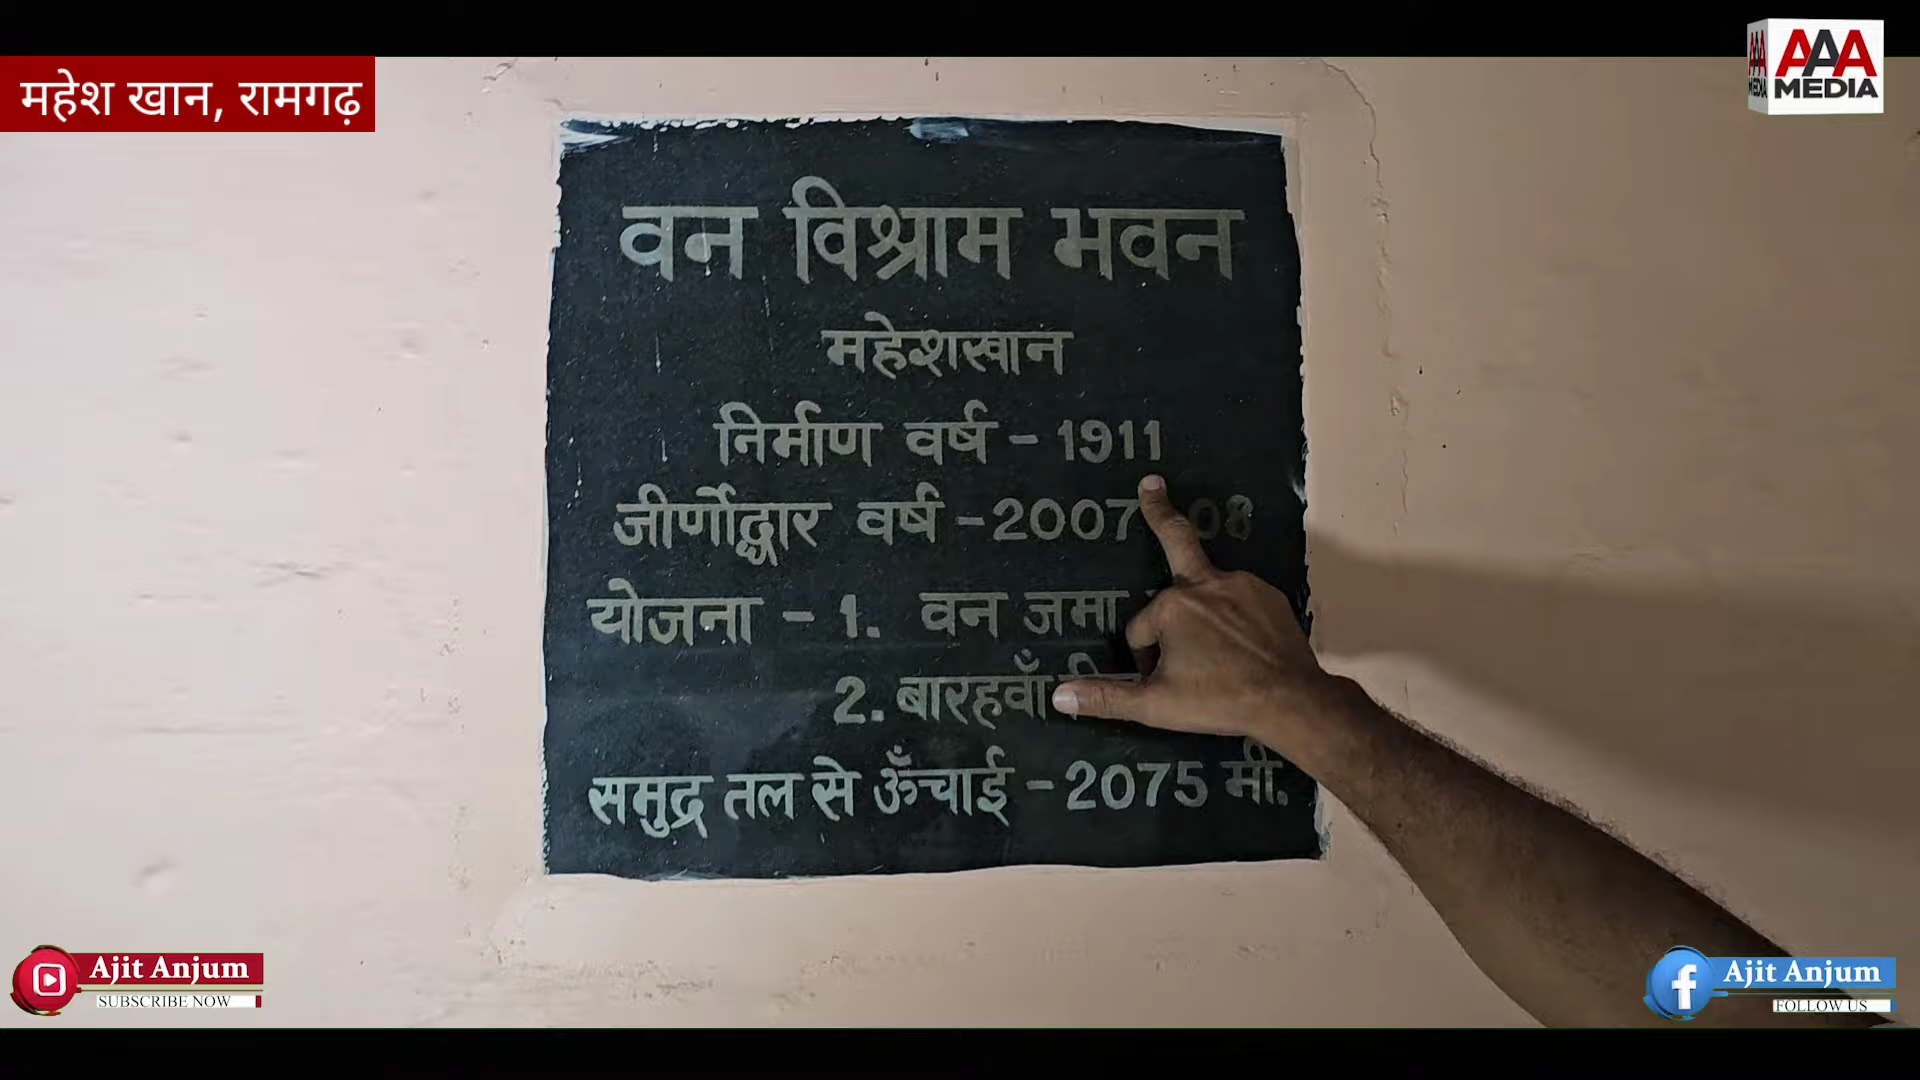 महेश खान, रामगढ़
AAA
MEDIA
वन विश्राम भवन
महेशखान
निर्माण वर्ष - 1911
जीर्णोद्धार वर्ष - 2007 08
योजना - 1. वन जमा
2. बारहवाँ
समुद्र तल से ऊँचाई - 2075 मी.
Ajit Anjum
SUBSCRIBE NOW
Ajit Anjum
FOLLOW US